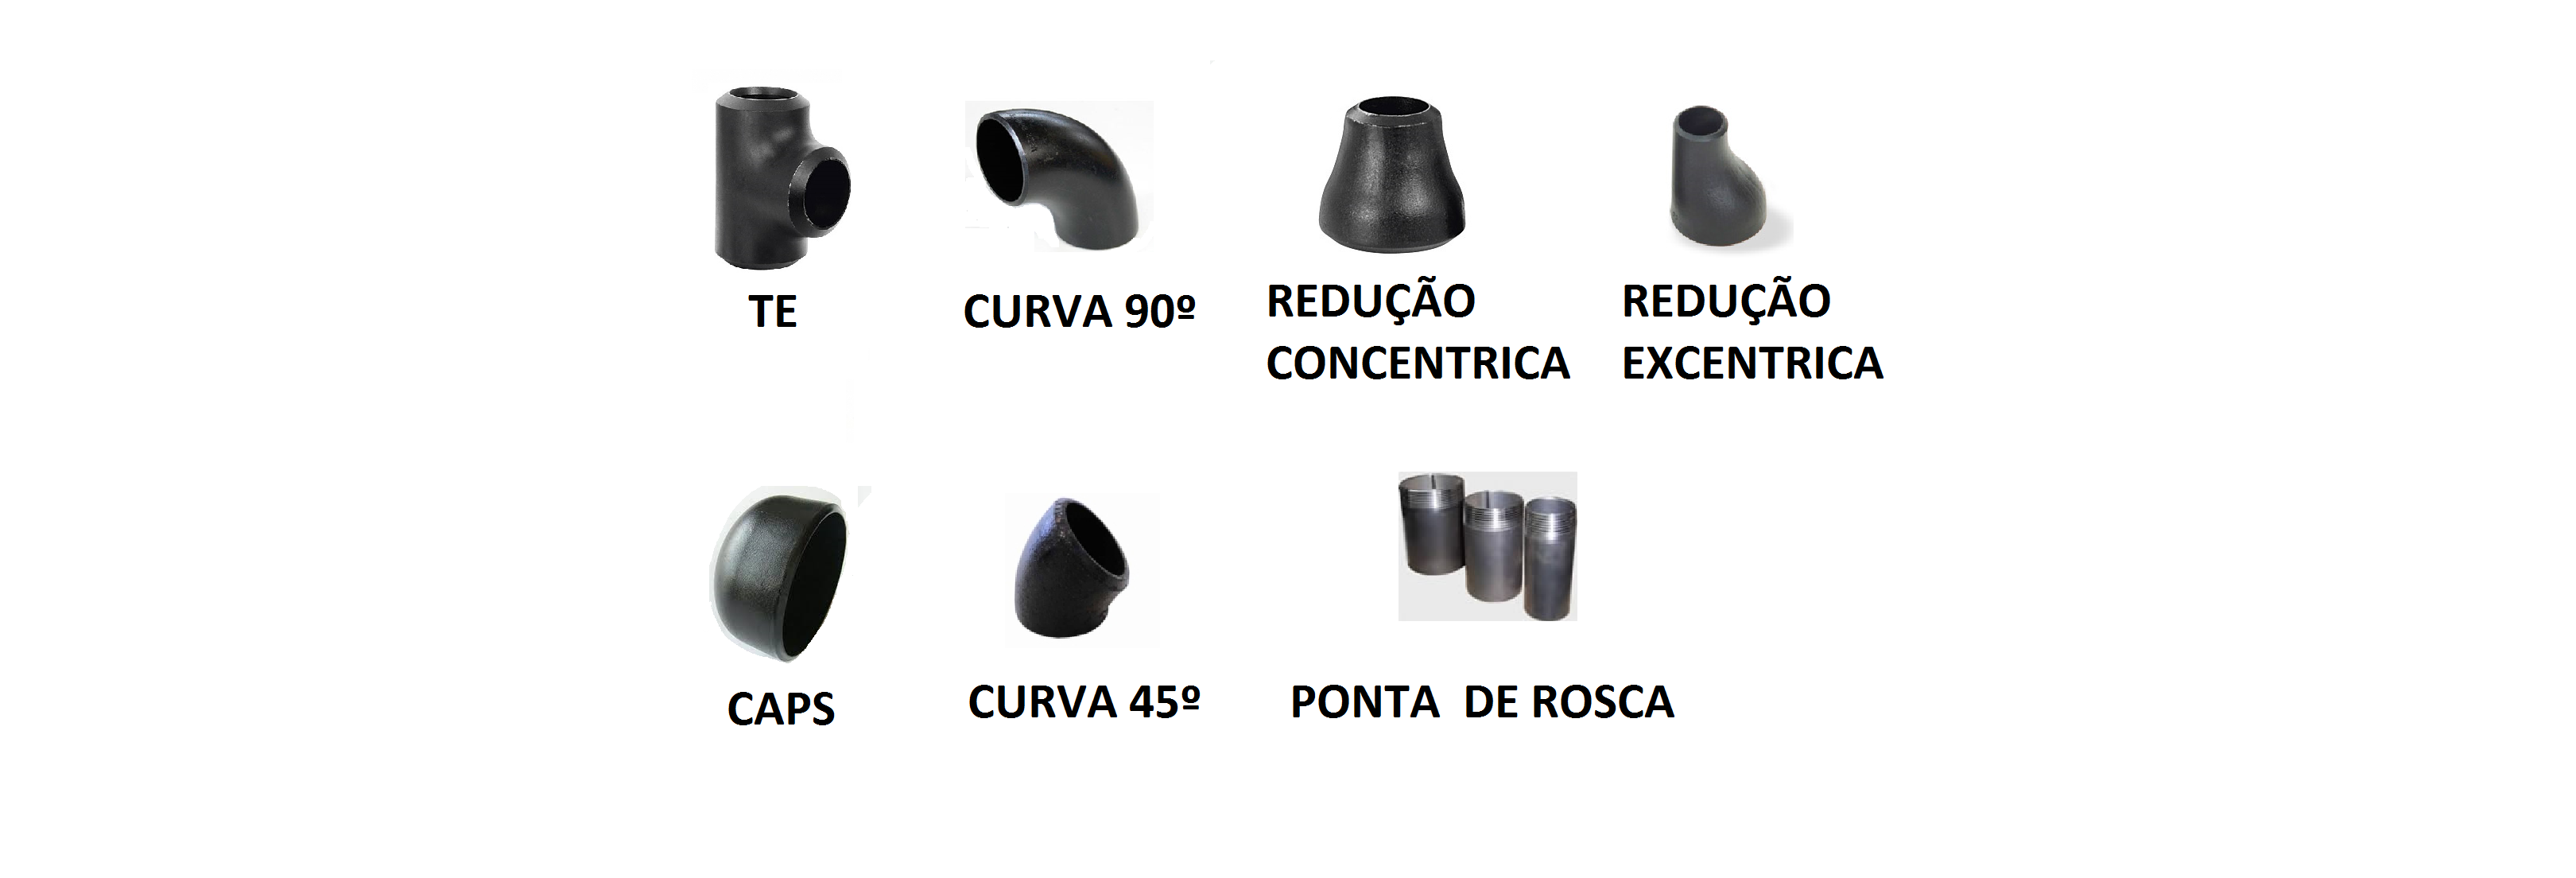 TE
CURVA 90º
REDUÇÃO
CONCENTRICA
REDUÇÃO
EXCENTRICA
CAPS
CURVA 45º
PONTA  DE ROSCA